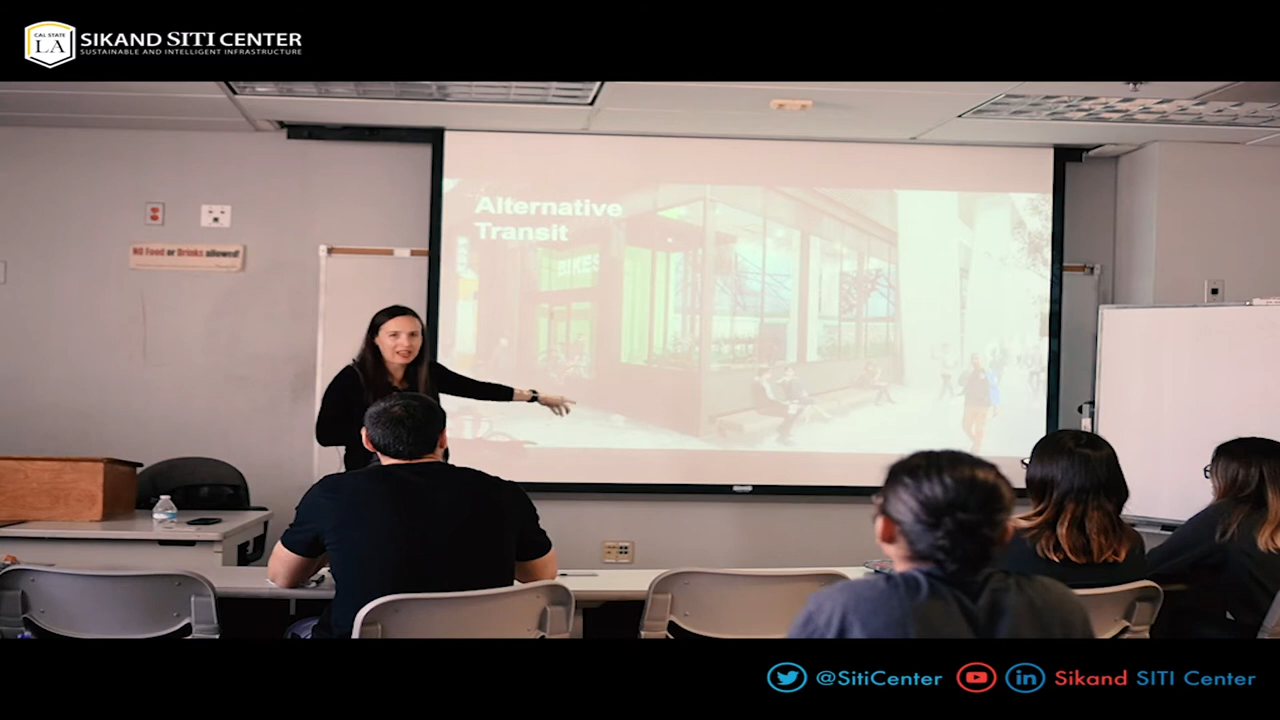 CAL STATE
LA
SIKAND SITI CENTER
SUSTAINABLE AND INTELLIGENT INFRASTRUCTURE
Alternative
Transit
BIKES
NO Food or Drinks allowed!
@SitiCenter
Sikand SITI Center